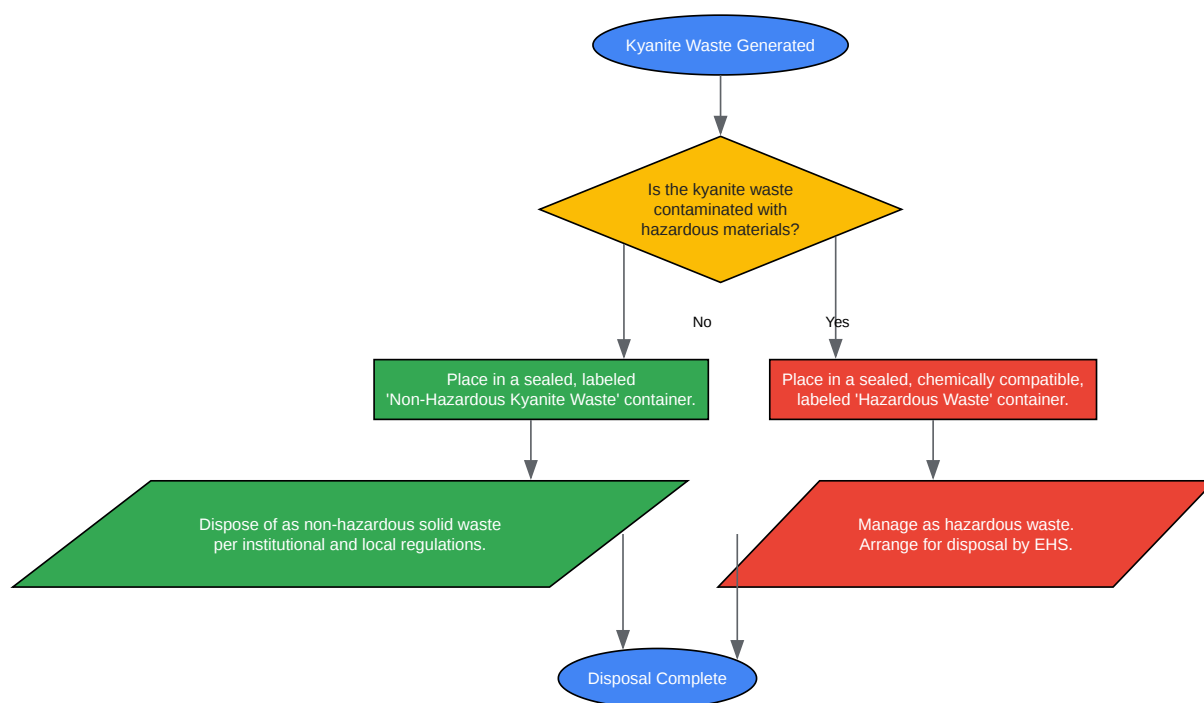 Kyanite Waste Generated
Is the kyanite waste
contaminated with
hazardous materials?
No
Yes
Place in a sealed, labeled
'Non-Hazardous Kyanite Waste' container.
Place in a sealed, chemically compatible,
labeled 'Hazardous Waste' container.
Dispose of as non-hazardous solid waste
per institutional and local regulations.
Manage as hazardous waste.
Arrange for disposal by EHS.
Disposal Complete